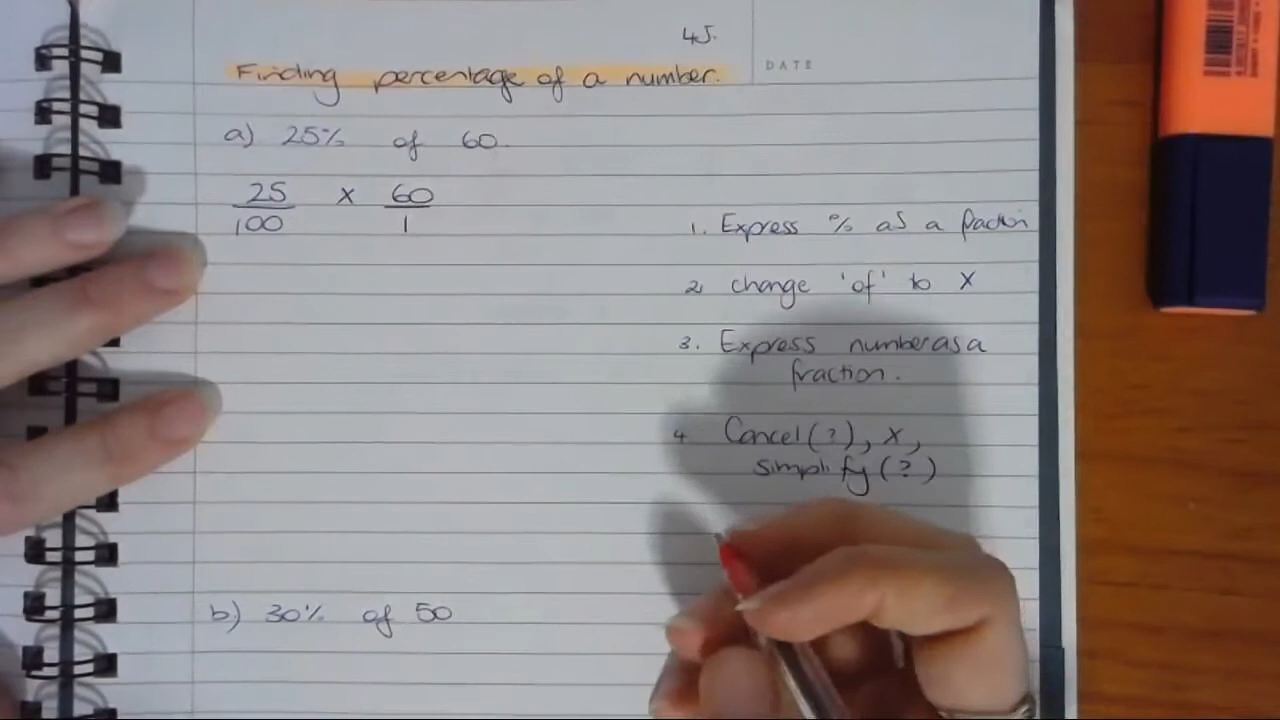 45.
DATE
Finding percentage of a number.
a) 25% of 60.
25/100 x 60/1
1. Express % as a fraction
2. change 'of' to x
3. Express number as a
fraction.
4 Cancel(?), x,
simplify(?)
b) 30% of 50